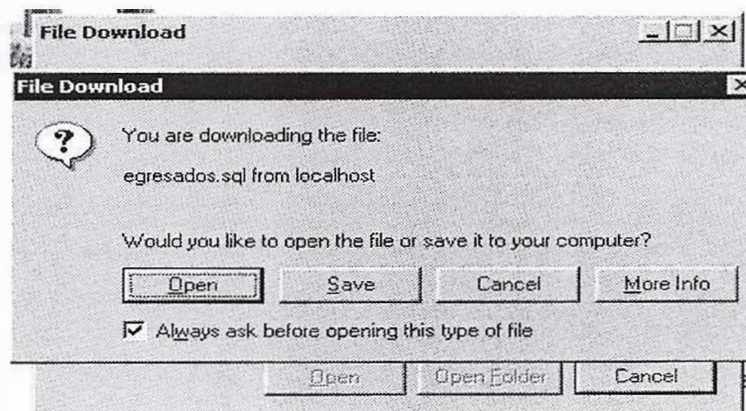 File Download
File Download
You are downloading the file:
egresados.sql from localhost
Would you like to open the file or save it to your computer?
Open Save Cancel More Info
Always ask before opening this type of file
Open Open Folder Cancel